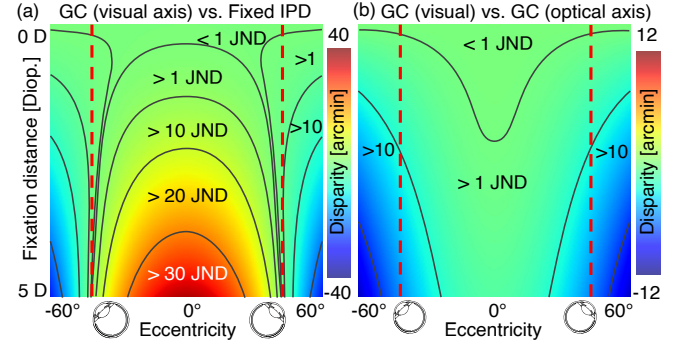 (a) GC (visual axis) vs. Fixed IPD
0 D
5 D
Fixation distance [Diop.]
< 1 JND
> 1 JND
> 10 JND
> 20 JND
> 30 JND
>1
>10
-60°
0°
60°
Eccentricity
40
-40
Disparity [arcmin]
(b) GC (visual) vs. GC (optical axis)
< 1 JND
> 1 JND
>10
>10
-60°
0°
60°
Eccentricity
12
-12
Disparity [arcmin]